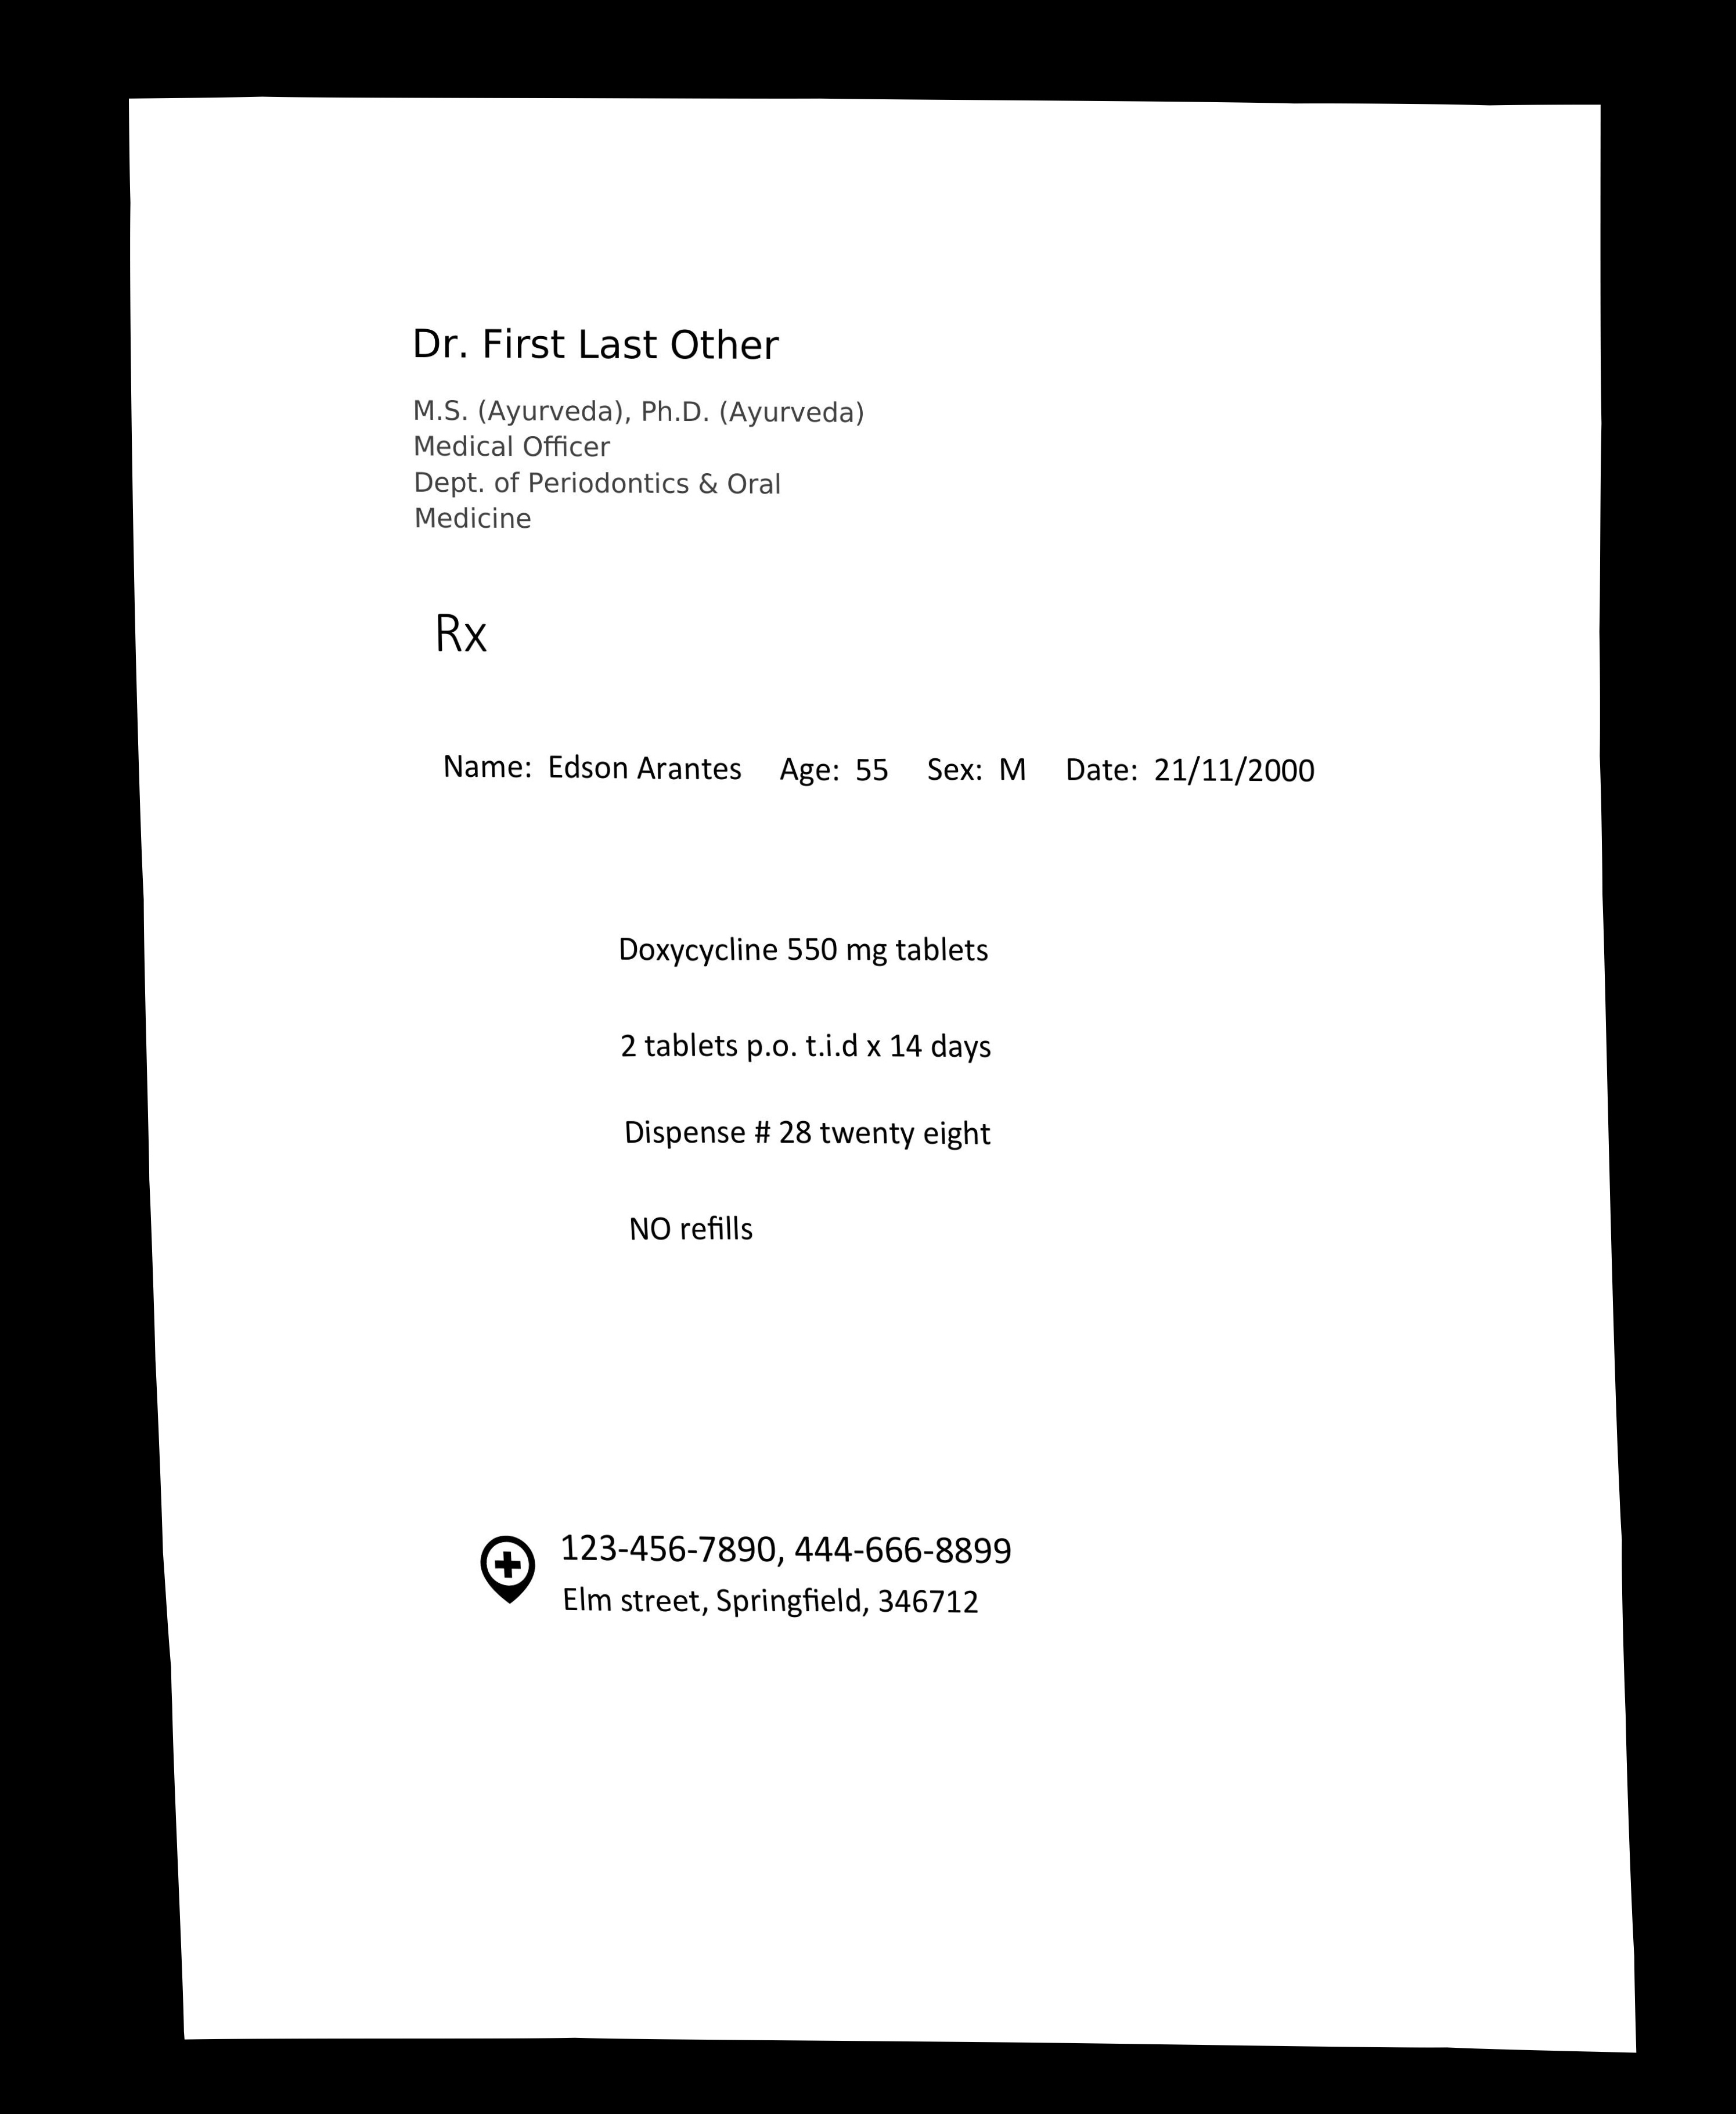 Dr. First Last Other
M.S. (Ayurveda), Ph.D. (Ayurveda)
Medical Officer
Dept. of Periodontics & Oral
Medicine
Rx
Name: Edson Arantes Age: 55 Sex: M Date: 21/11/2000
Doxycycline 550 mg tablets
2 tablets p.o. t.i.d x 14 days
Dispense # 28 twenty eight
NO refills
123-456-7890, 444-666-8899
Elm street, Springfield, 346712